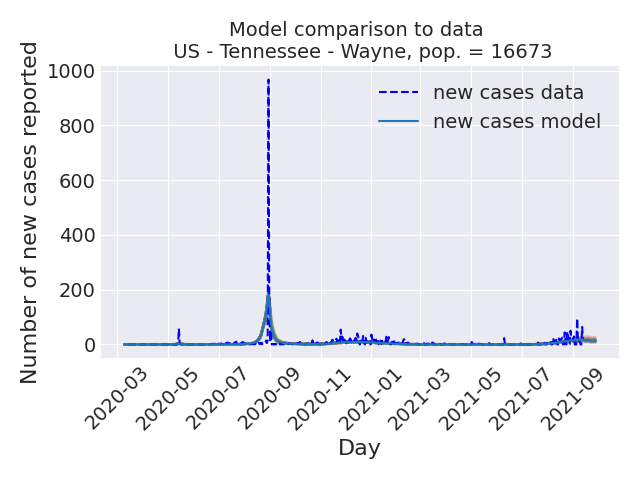 Model comparison to data
US - Tennessee - Wayne, pop. = 16673
Number of new cases reported
1000
800
600
400
200
0
new cases data
new cases model
2020-03
2020-05
2020-07
2020-09
2020-11
2021-01
2021-03
2021-05
2021-07
2021-09
Day